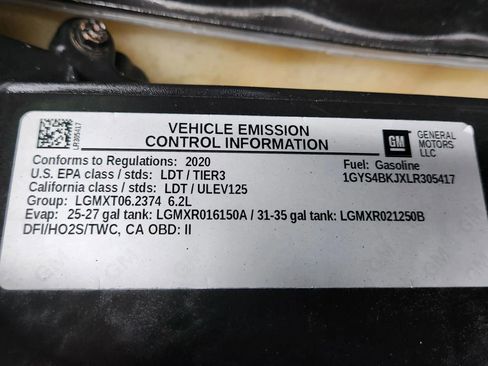 LR305417
VEHICLE EMISSION
CONTROL INFORMATION
GM
GENERAL
MOTORS
LLC
Conforms to Regulations: 2020
Fuel: Gasoline
U.S. EPA class / stds: LDT / TIER3
1GYS4BKJXLR305417
California class / stds: LDT / ULEV125
Group: LGMXT06.2374 6.2L
Evap: 25-27 gal tank: LGMXR016150A / 31-35 gal tank: LGMXR021250B
DFI/HO2S/TWC, CA OBD: II